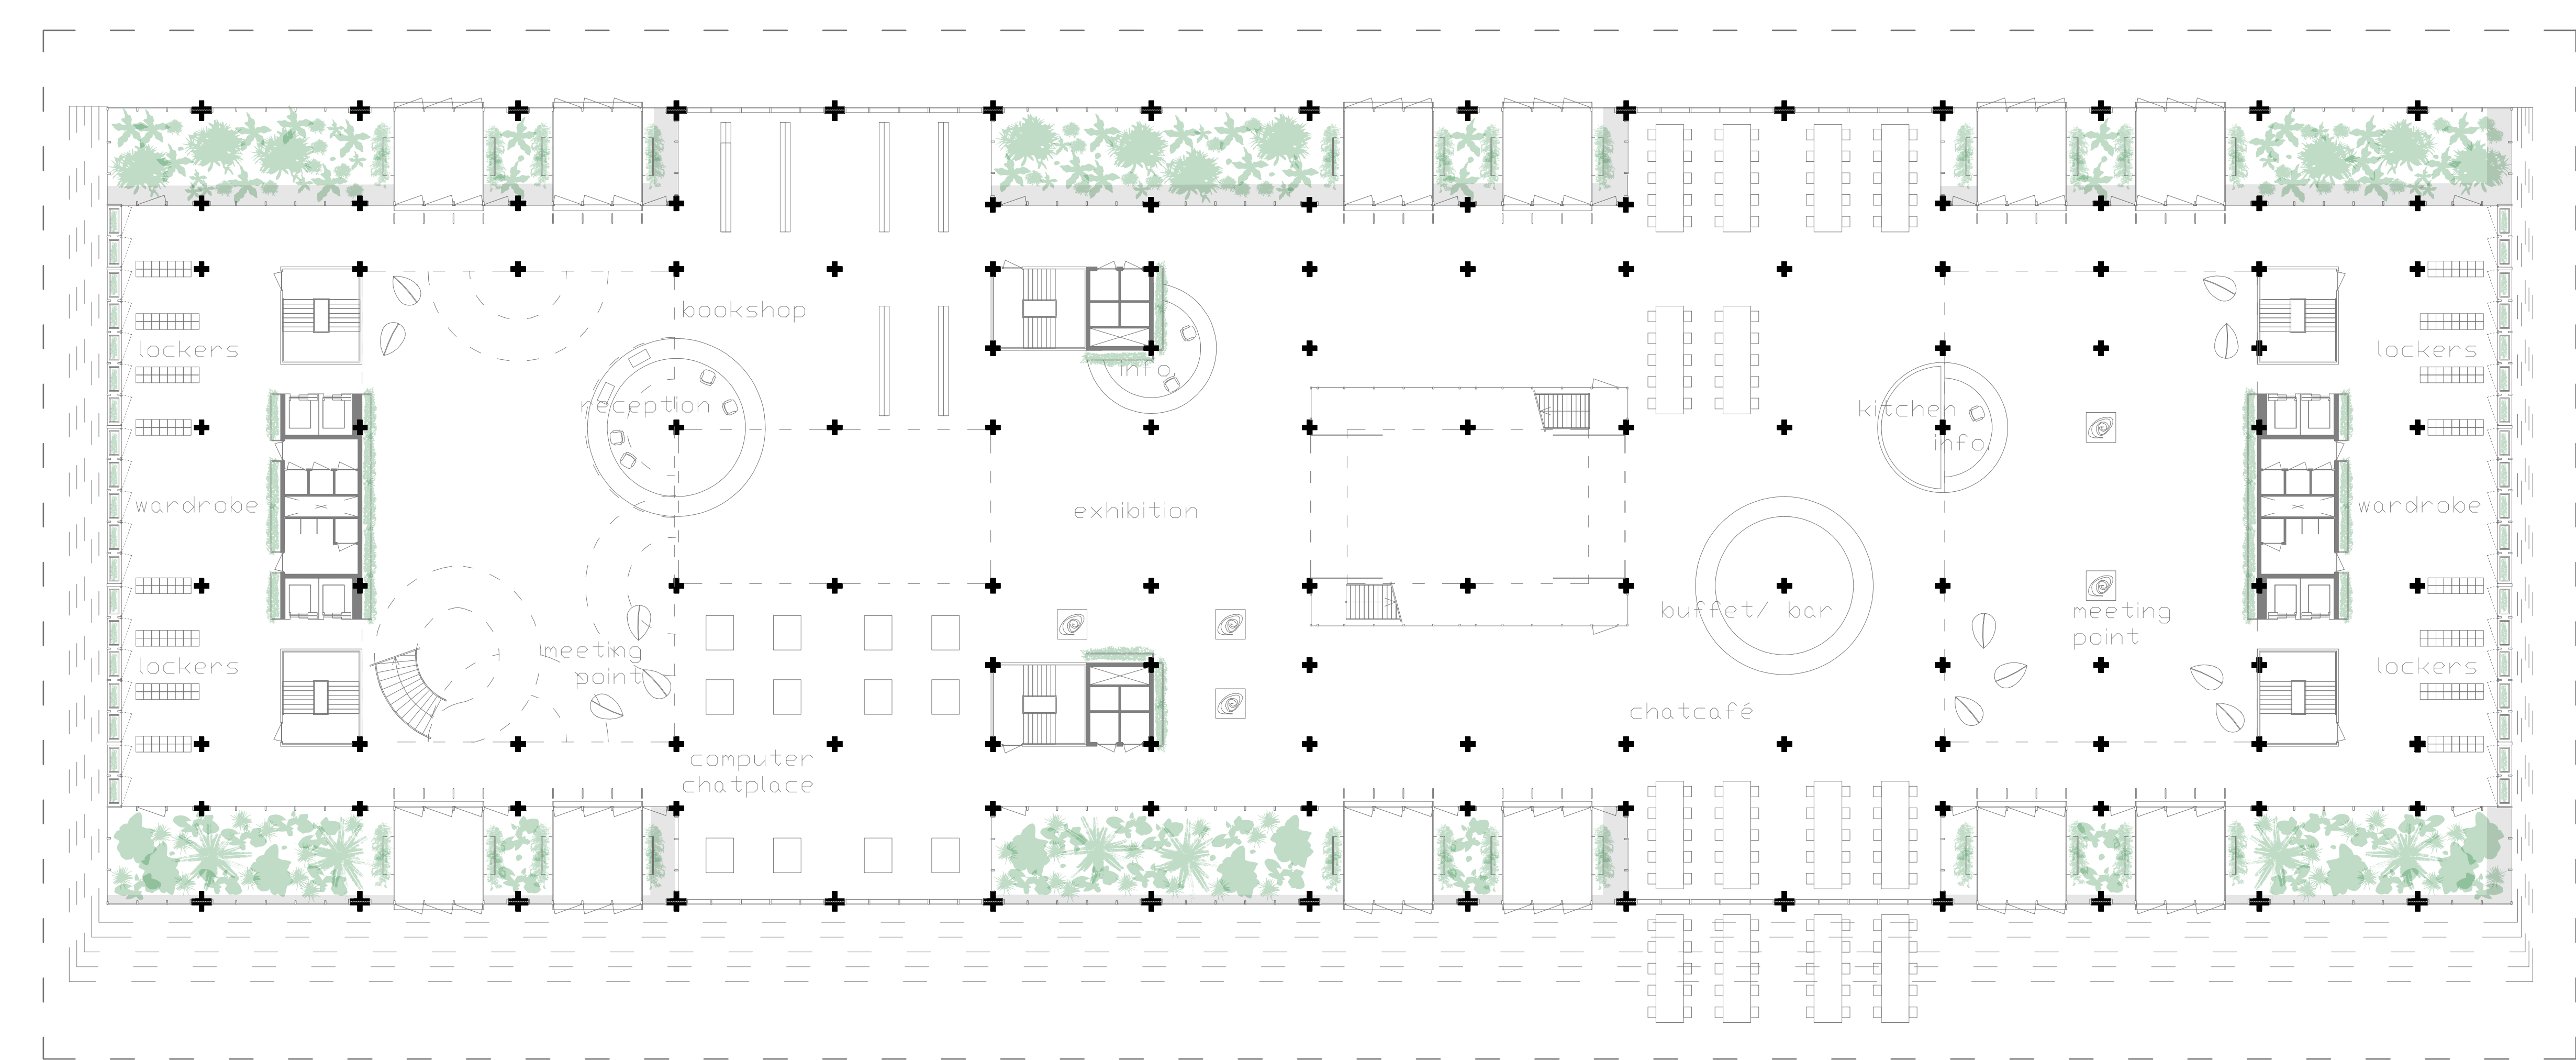 bookshop
lockers
lockers
info.
reception
kitchen
info.
wardrobe
exhibition
wardrobe
buffet/ bar
meeting
point
meeting
point
lockers
lockers
chatcafé
computer
chatplace